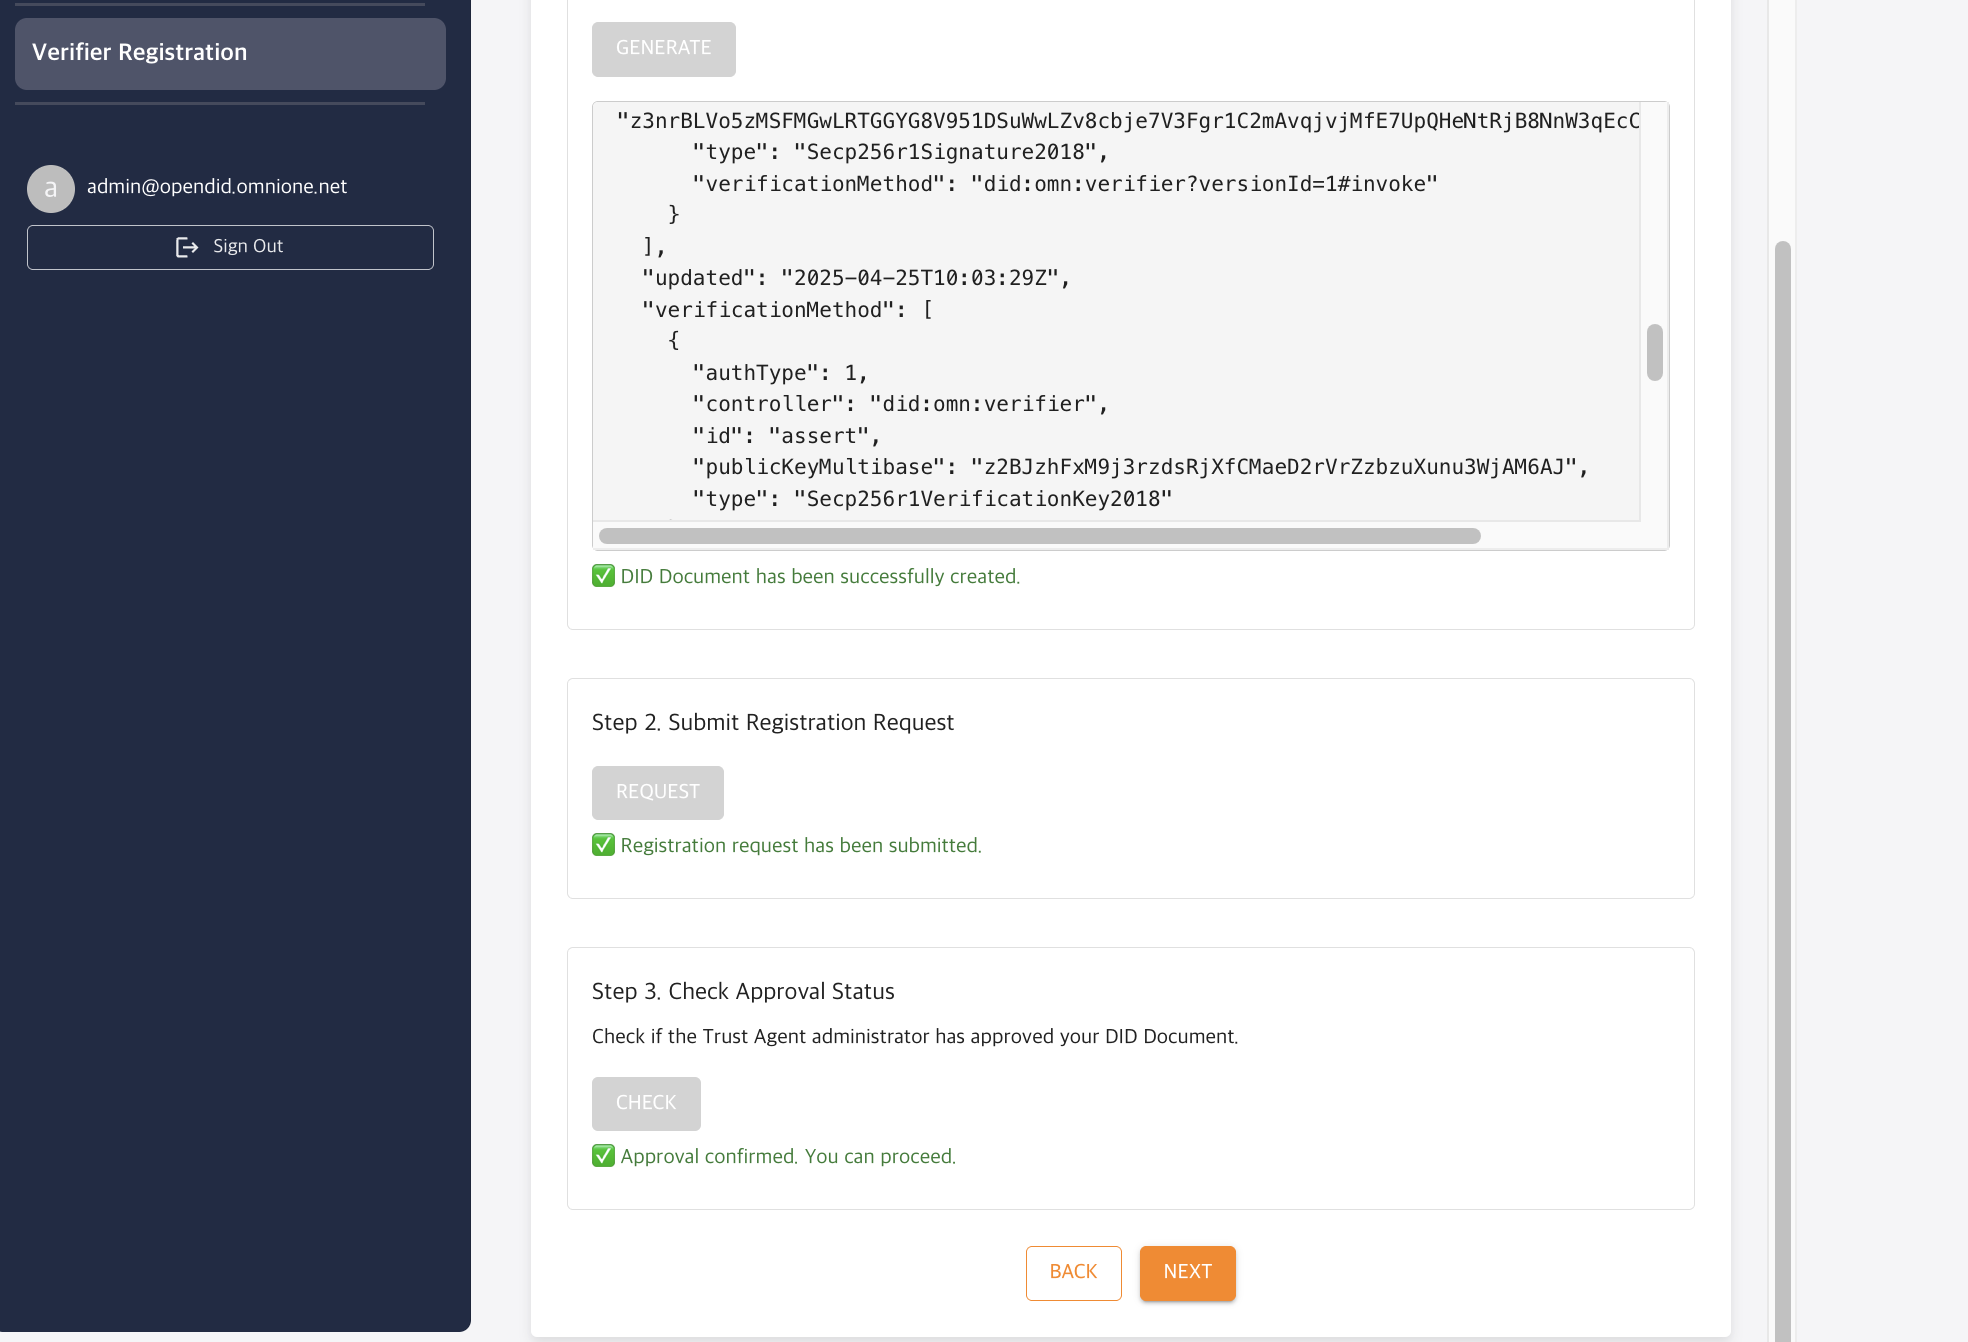 Verifier Registration
a
admin@opendid.omnione.net
Sign Out
GENERATE
"z3nrBLVo5zMSFMGwLRTGGYG8V951DSuWwLZv8cbje7V3Fgr1C2mAvqjvjMfE7UpQHeNtRjB8NnW3qEcC
"type": "Secp256r1Signature2018",
"verificationMethod": "did:omn:verifier?versionId=1#invoke"
}
],
"updated": "2025-04-25T10:03:29Z",
"verificationMethod": [
{
"authType": 1,
"controller": "did:omn:verifier",
"id": "assert",
"publicKeyMultibase": "z2BJzhFxM9j3rzdsRjXfCMaeD2rVrZzbzuXunu3WjAM6AJ",
"type": "Secp256r1VerificationKey2018"
✅ DID Document has been successfully created.
Step 2. Submit Registration Request
REQUEST
✅ Registration request has been submitted.
Step 3. Check Approval Status
Check if the Trust Agent administrator has approved your DID Document.
CHECK
✅ Approval confirmed. You can proceed.
BACK
NEXT